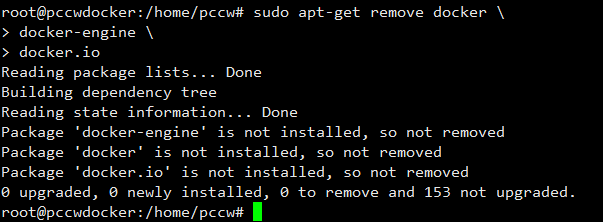 root@pccwdocker:/home/pccw# sudo apt-get remove docker \
> docker-engine \
> docker.io
Reading package lists... Done
Building dependency tree
Reading state information... Done
Package 'docker-engine' is not installed, so not removed
Package 'docker' is not installed, so not removed
Package 'docker.io' is not installed, so not removed
0 upgraded, 0 newly installed, 0 to remove and 153 not upgraded.
root@pccwdocker:/home/pccw#